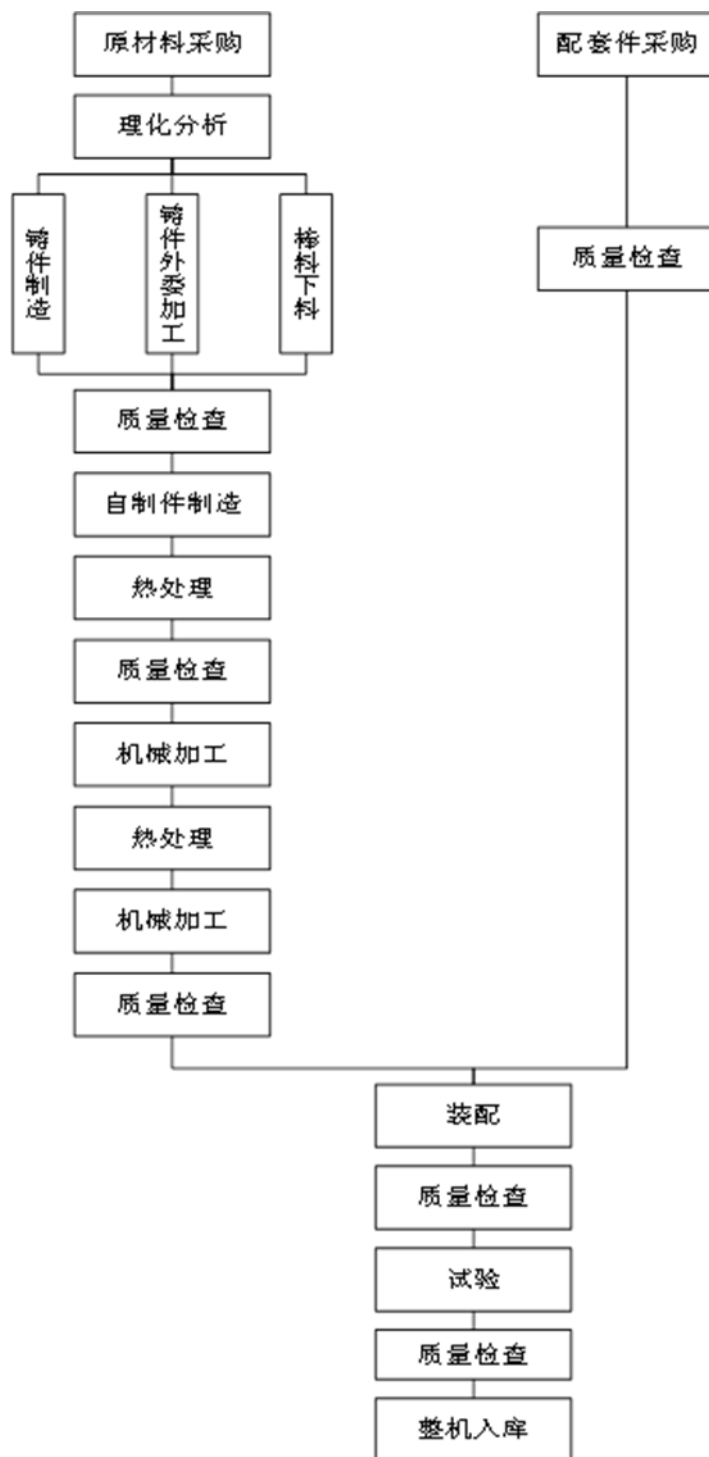 原材料采购
配套件采购
理化分析
铸件制造
铸件外委加工
棒料下料
质量检查
质量检查
自制件制造
热处理
质量检查
机械加工
热处理
机械加工
质量检查
装配
质量检查
试验
质量检查
整机入库